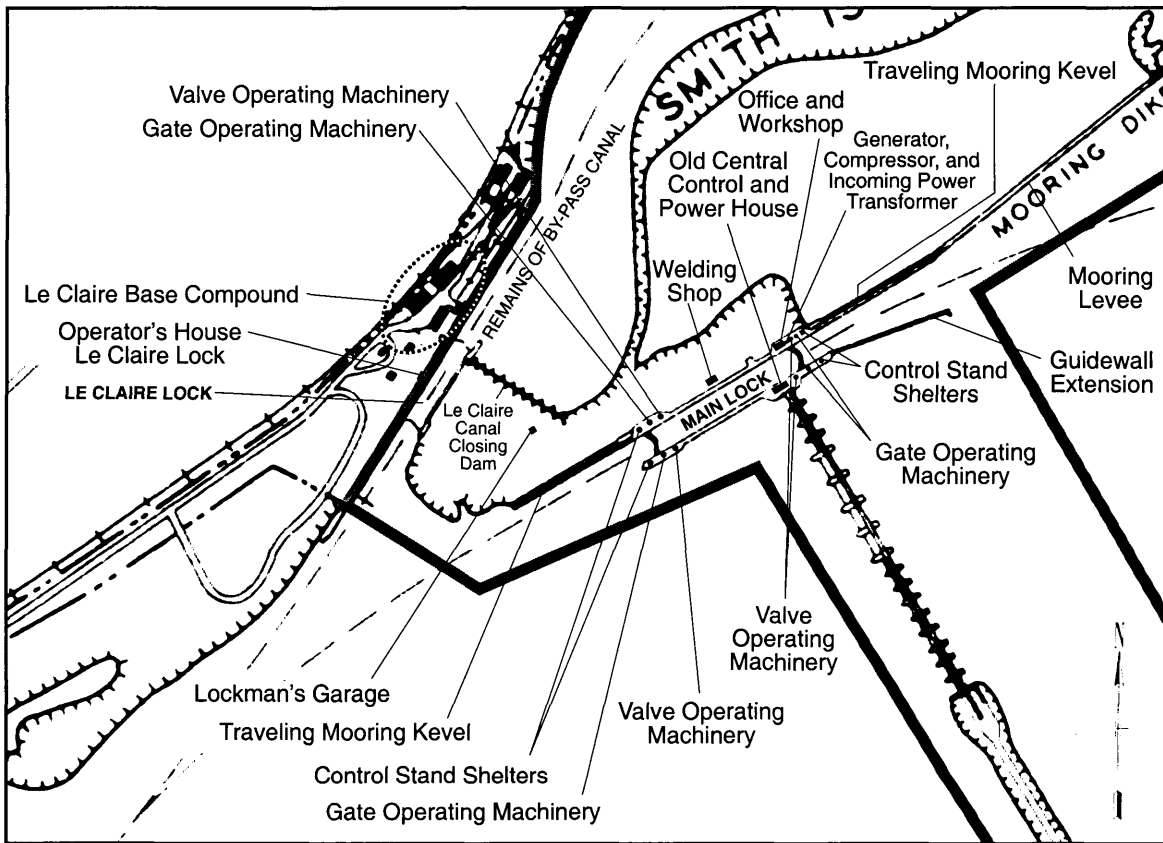 SMITH IS
Traveling Mooring Kevel
Valve Operating Machinery
Gate Operating Machinery
Office and
Workshop
Generator,
Compressor, and
Incoming Power
Transformer
Old Central
Control and
Power House
MOORING DIKE
REMAINS OF BY-PASS CANAL
Welding
Shop
Mooring
Levee
Le Claire Base Compound
Operator's House
Le Claire Lock
LE CLAIRE LOCK
Guidewall
Extension
Control Stand
Shelters
MAIN LOCK
Le Claire
Canal
Closing
Dam
Gate Operating
Machinery
Valve
Operating
Machinery
Lockman's Garage
Traveling Mooring Kevel
Valve Operating
Machinery
Control Stand Shelters
Gate Operating Machinery